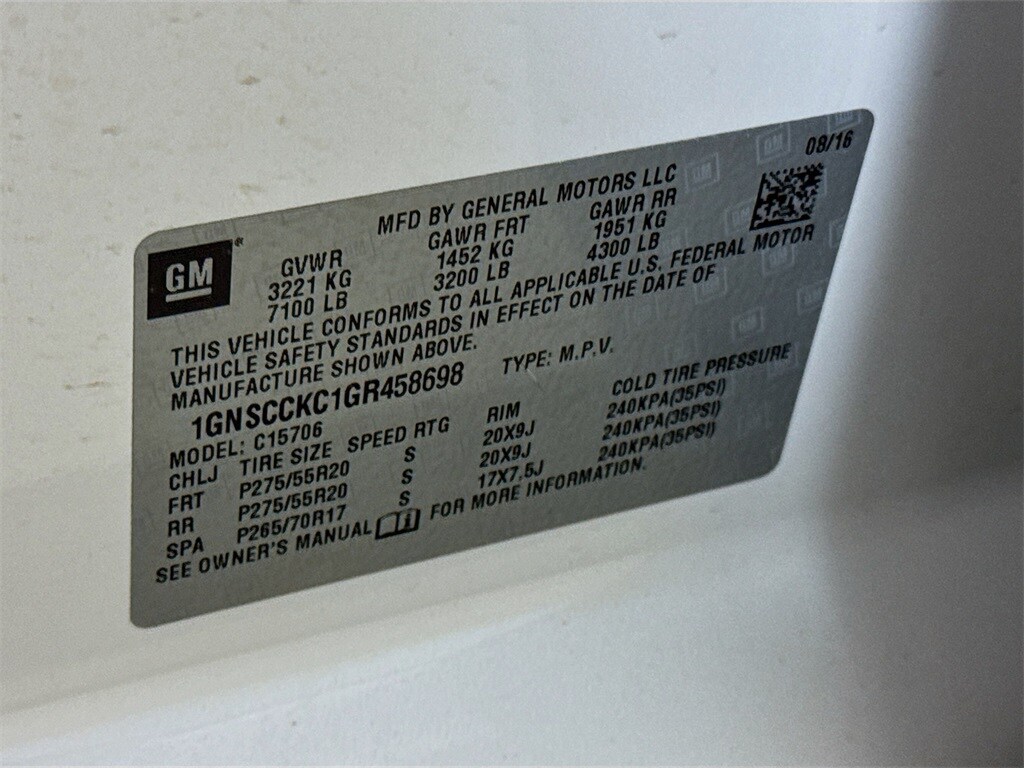 08/16
MFD BY GENERAL MOTORS LLC
GM
GVWR GAWR FRT GAWR RR
3221 KG 1452 KG 1951 KG
7100 LB 3200 LB 4300 LB
THIS VEHICLE CONFORMS TO ALL APPLICABLE U.S. FEDERAL MOTOR
VEHICLE SAFETY STANDARDS IN EFFECT ON THE DATE OF
MANUFACTURE SHOWN ABOVE.
1GNSCCKC1GR458698 TYPE: M.P.V.
MODEL: C15706
CHLJ TIRE SIZE SPEED RTG RIM COLD TIRE PRESSURE
FRT P275/55R20 S 20X9J 240KPA(35PSI)
RR P275/55R20 S 20X9J 240KPA(35PSI)
SPA P265/70R17 S 17X7.5J 240KPA(35PSI)
SEE OWNER'S MANUAL FOR MORE INFORMATION.